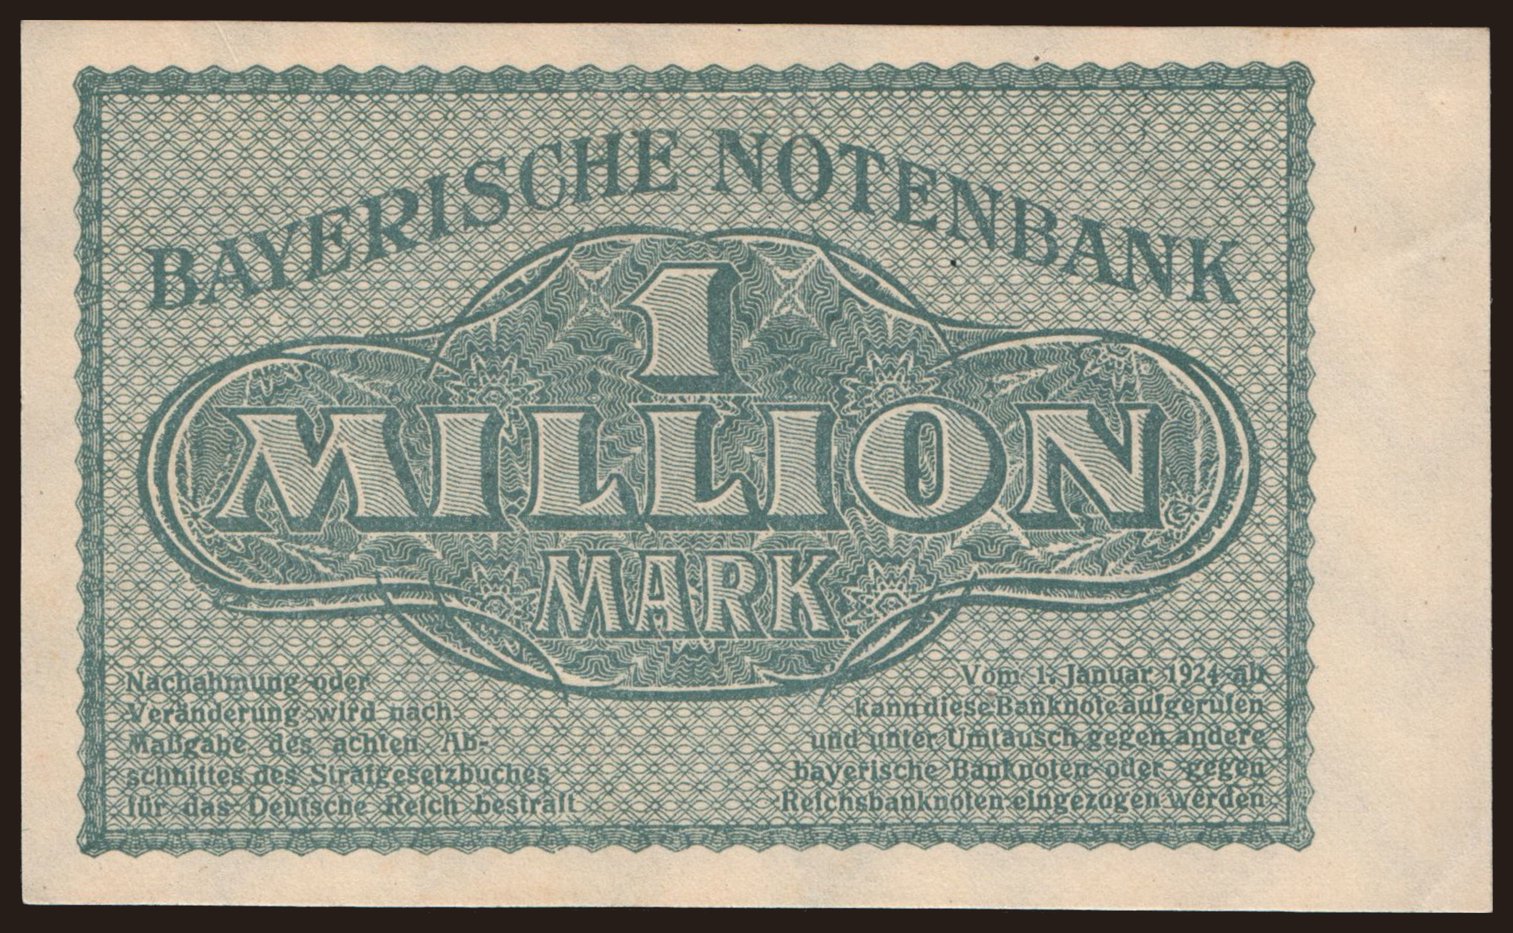 BAYERISCHE NOTENBANK
1
MILLION
MARK
Nachahmung oder
Veränderung wird nach
Maßgabe des achten Ab-
schnittes des Strafgesetzbuches
für das Deutsche Reich bestraft
Vom 1. Januar 1924 ab
kann diese Banknote aufgerufen
und unter Umtausch gegen andere
bayerische Banknoten oder gegen
Reichsbanknoten eingezogen werden